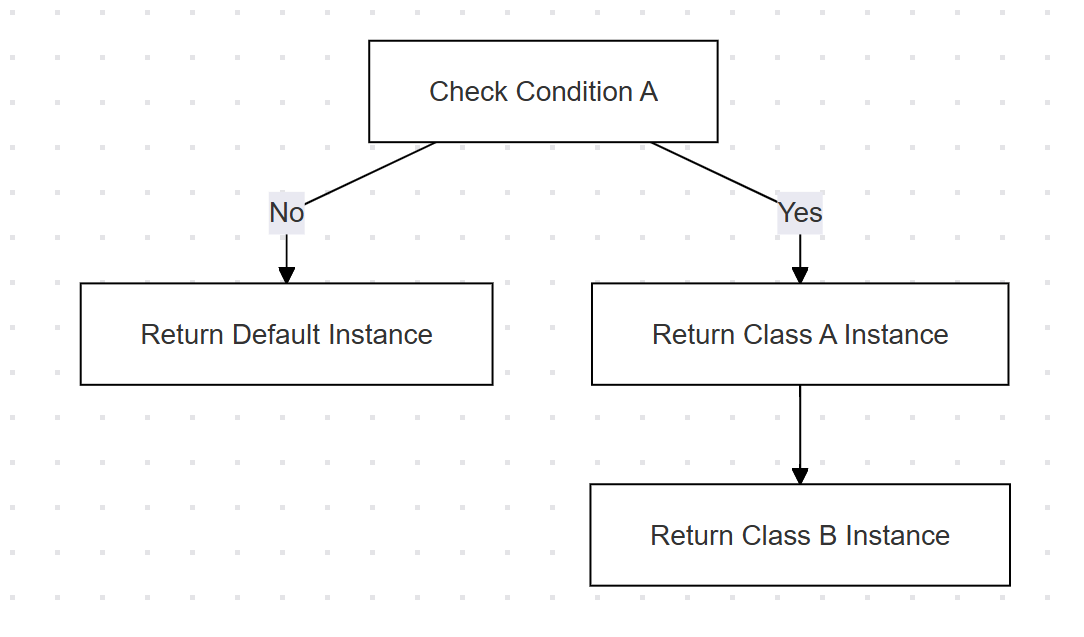 Check Condition A
No
Yes
Return Default Instance
Return Class A Instance
Return Class B Instance